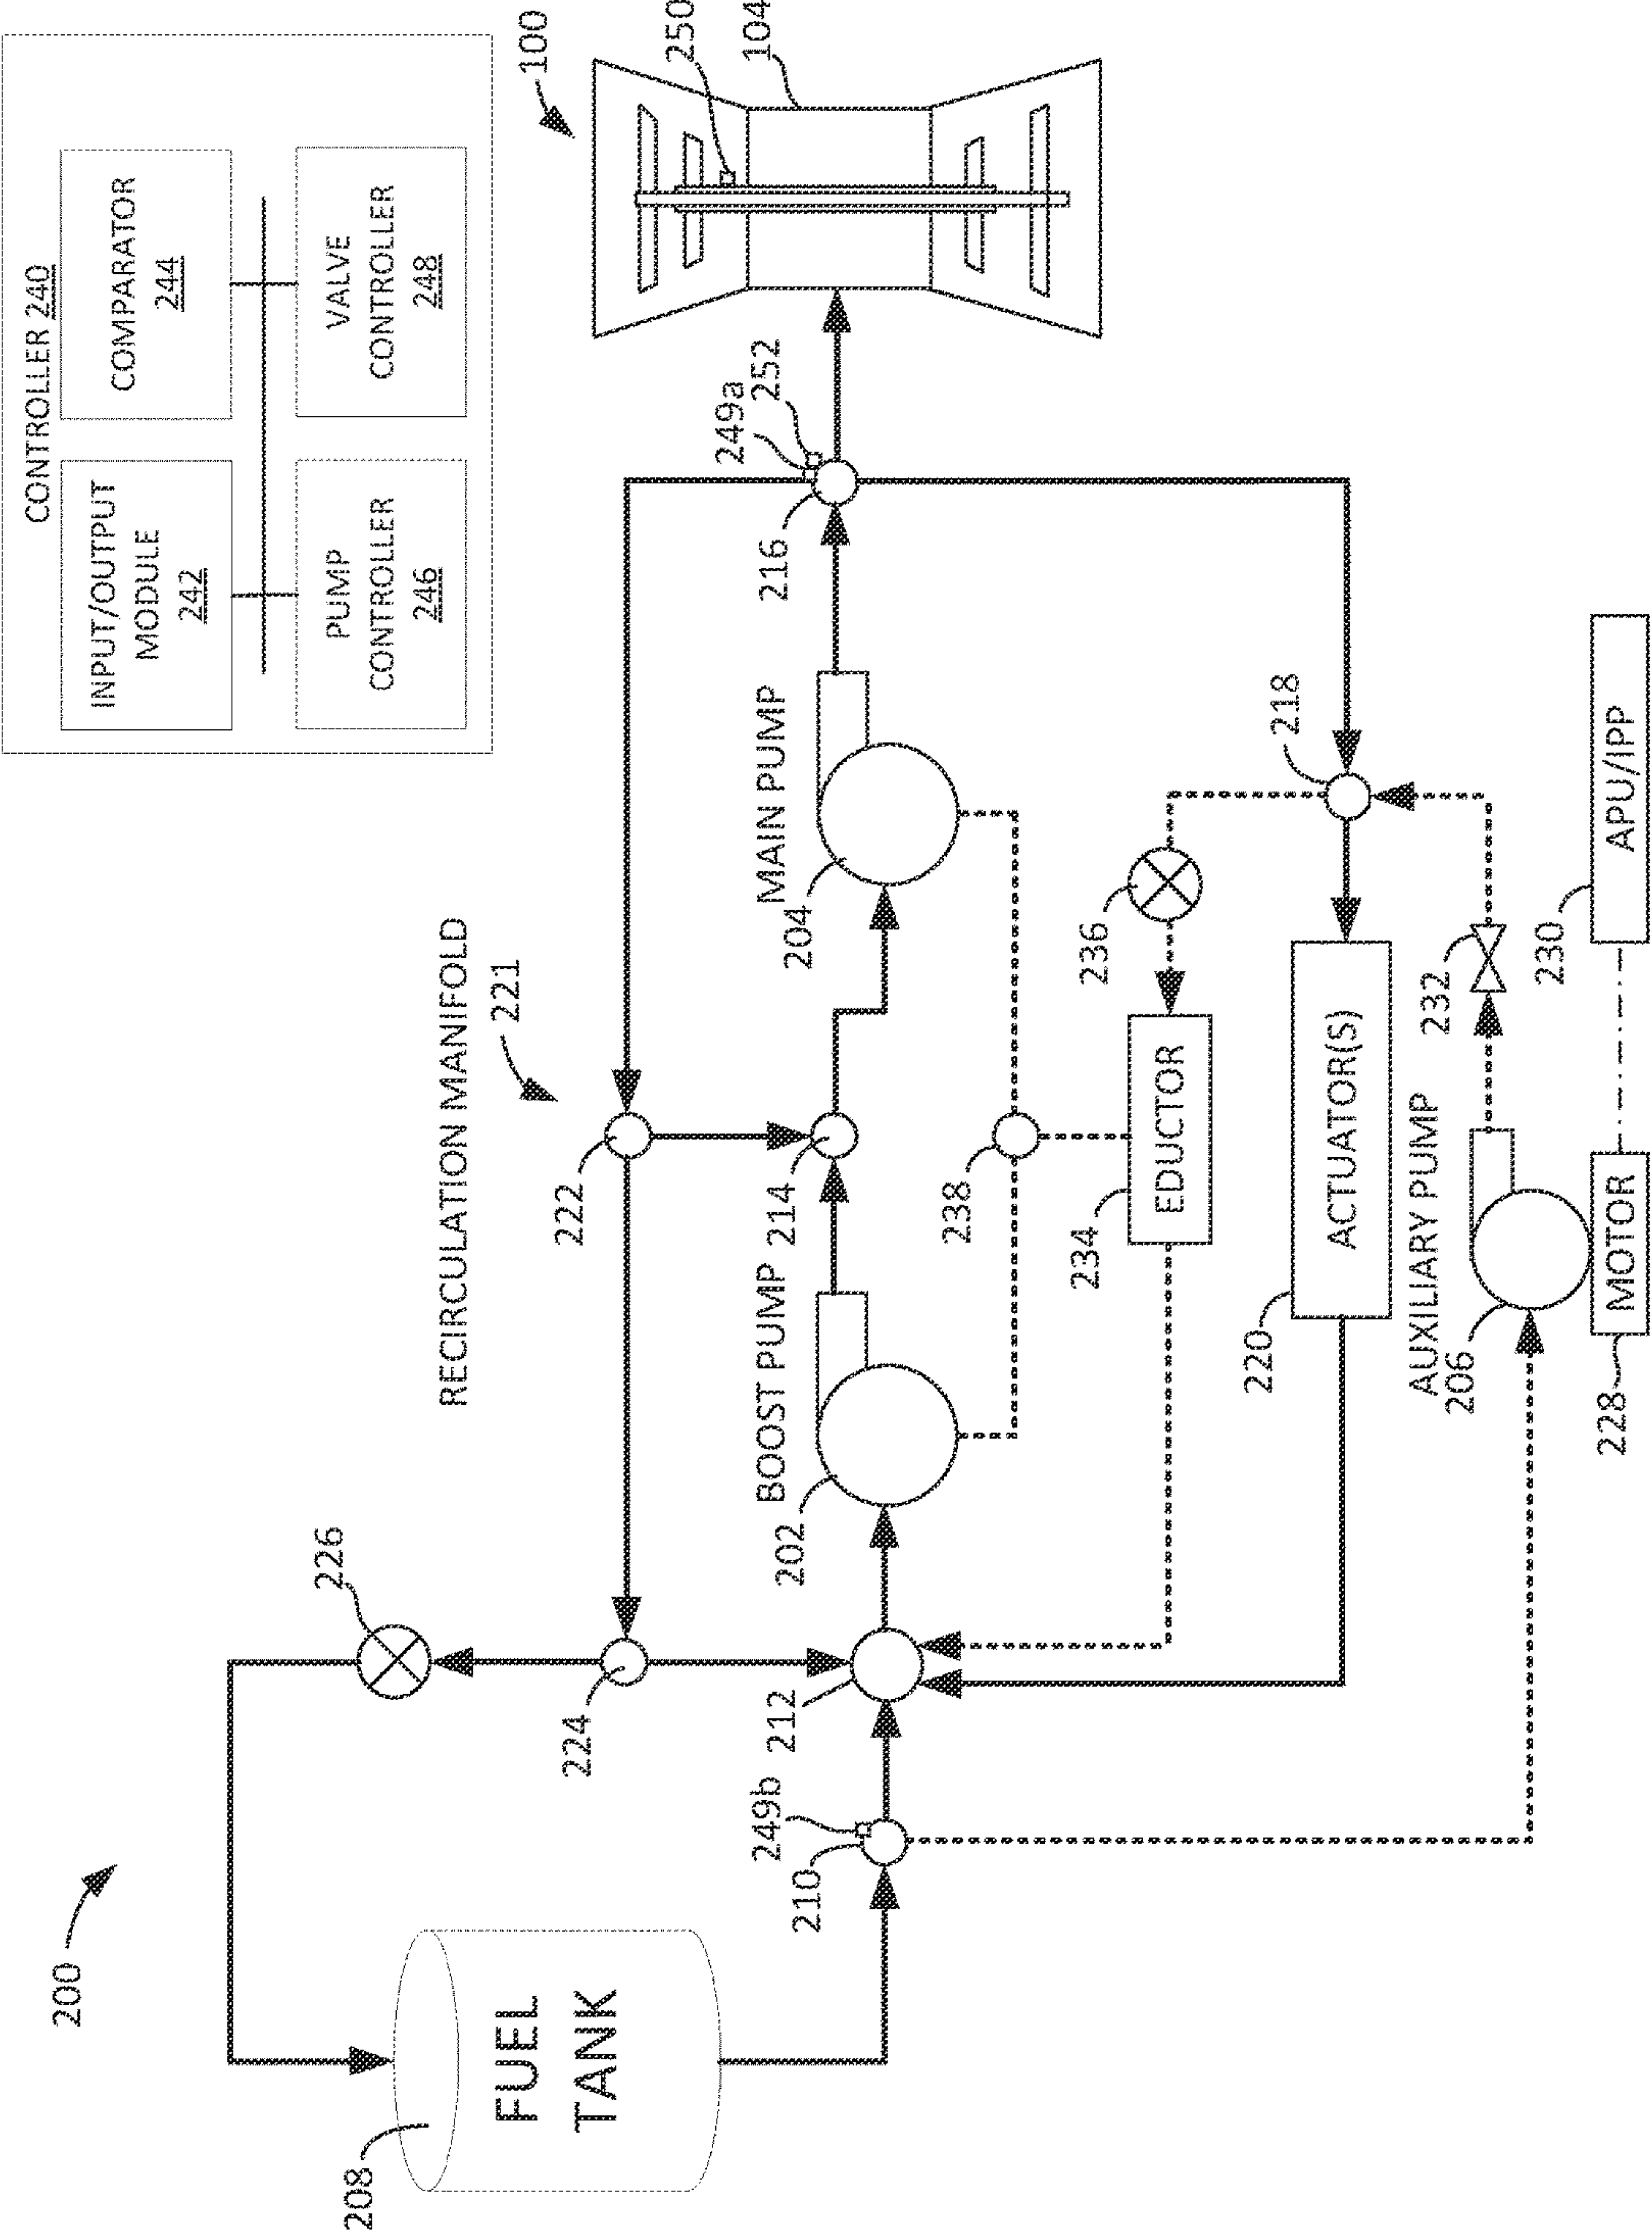 200
CONTROLLER 240
INPUT/OUTPUT
MODULE
242
COMPARATOR
244
PUMP
CONTROLLER
246
VALVE
CONTROLLER
248
208
FUEL
TANK
226
RECIRCULATION MANIFOLD
221
100
224
222
250
104
249b
210
212
BOOST PUMP
202
214
MAIN PUMP
204
216
249a
252
238
234
EDUCTOR
236
218
220
ACTUATOR(S)
AUXILIARY PUMP
206
232
228
MOTOR
230
APU/IPP